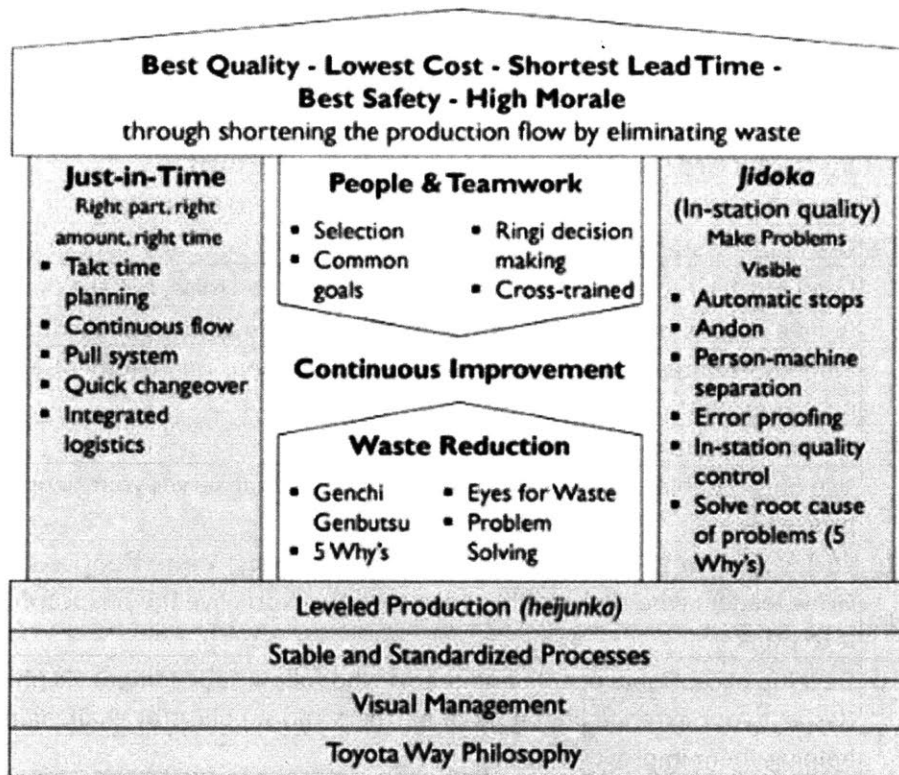 Best Quality - Lowest Cost - Shortest Lead Time -
Best Safety - High Morale
through shortening the production flow by eliminating waste
Just-in-Time
Right part, right
amount, right time
▪ Takt time
planning
▪ Continuous flow
▪ Pull system
▪ Quick changeover
▪ Integrated
logistics
People & Teamwork
▪ Selection
▪ Common
goals
▪ Ringi decision
making
▪ Cross-trained
Continuous Improvement
Waste Reduction
▪ Genchi
Genbutsu
▪ 5 Why's
▪ Eyes for Waste
▪ Problem
Solving
Jidoka
(In-station quality)
Make Problems
Visible
▪ Automatic stops
▪ Andon
▪ Person-machine
separation
▪ Error proofing
▪ In-station quality
control
▪ Solve root cause
of problems (5
Why's)
Leveled Production (heijunka)
Stable and Standardized Processes
Visual Management
Toyota Way Philosophy